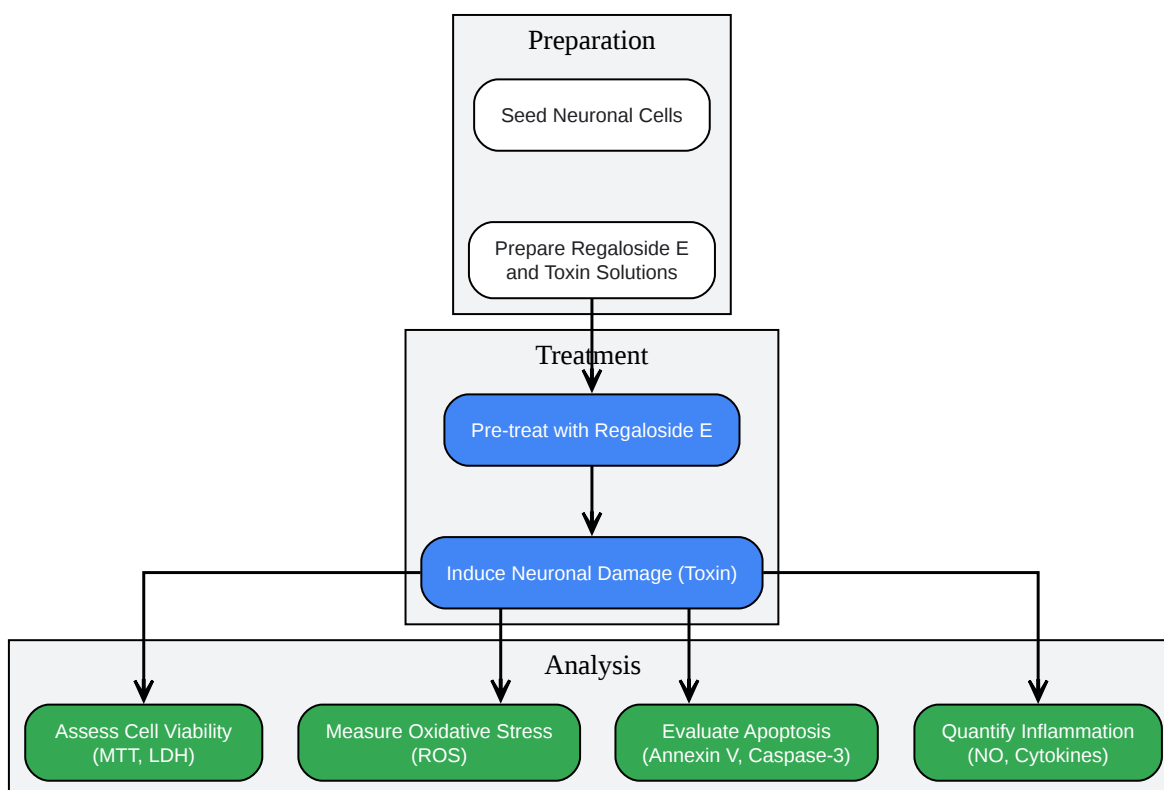 Preparation
Seed Neuronal Cells
Prepare Regaloside E
and Toxin Solutions
Treatment
Pre-treat with Regaloside E
Induce Neuronal Damage (Toxin)
Analysis
Assess Cell Viability
(MTT, LDH)
Measure Oxidative Stress
(ROS)
Evaluate Apoptosis
(Annexin V, Caspase-3)
Quantify Inflammation
(NO, Cytokines)